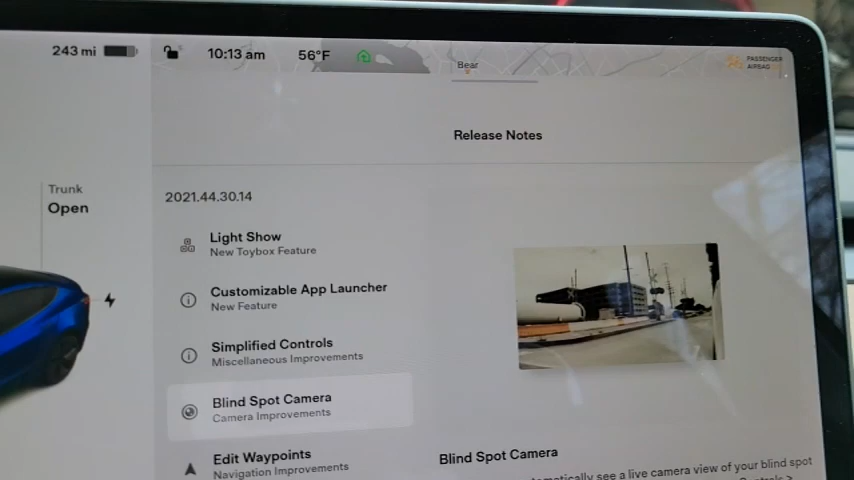 243 mi
10:13 am
56°F
Bear
PASSENGER
AIRBAG
Release Notes
Trunk
Open
2021.44.30.14
Light Show
New Toybox Feature
Customizable App Launcher
New Feature
Simplified Controls
Miscellaneous Improvements
Blind Spot Camera
Camera Improvements
Edit Waypoints
Navigation Improvements
Blind Spot Camera
automatically see a live camera view of your blind spot
Controls >